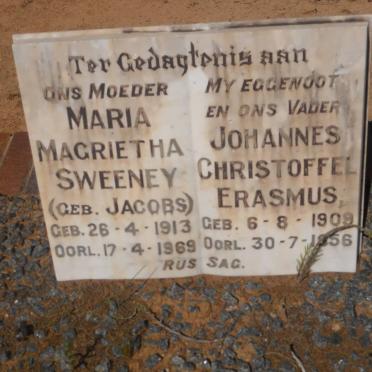 Ter Gedagtenis aan
ONS MOEDER
MARIA
MAGRIETHA
SWEENEY
(GEB. JACOBS)
GEB. 26-4-1913
OORL. 17-4-1969
MY EGGENOOT
EN ONS VADER
JOHANNES
CHRISTOFFEL
ERASMUS,
GEB. 6-8-1909
OORL. 30-7-1956
RUS SAG.